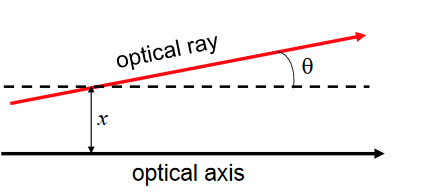 optical ray
θ
x
optical axis